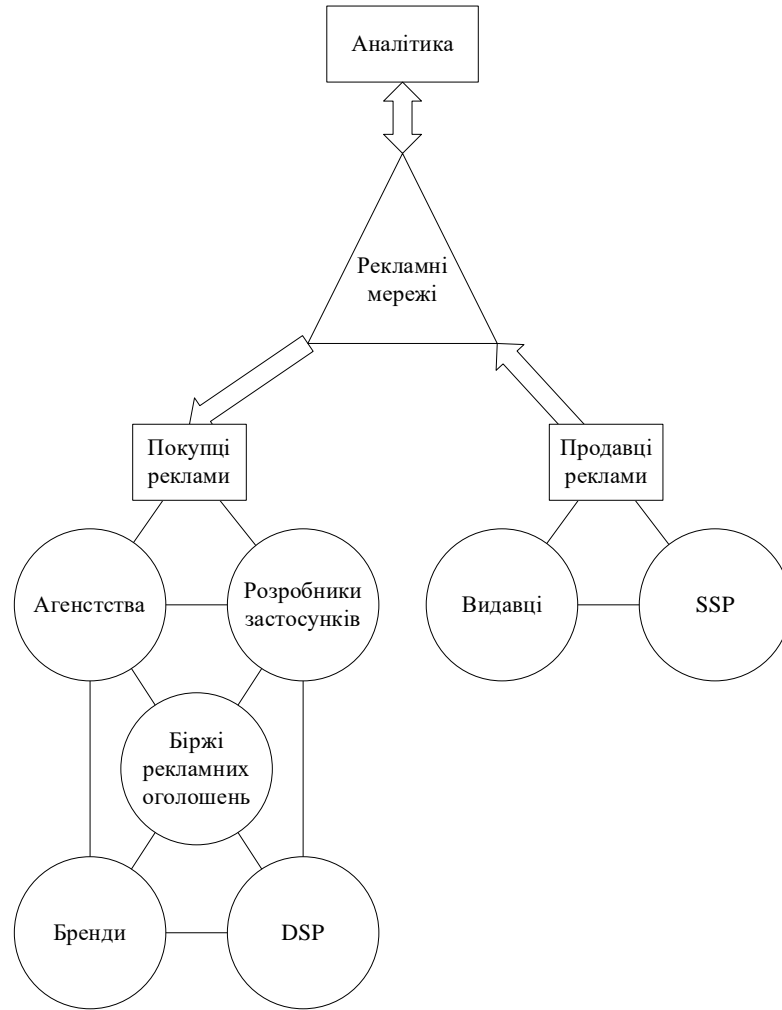 Аналітика
Рекламні
мережі
Покупці
реклами
Продавці
реклами
Агенстства
Розробники
застосунків
Видавці
SSP
Біржі
рекламних
оголошень
Бренди
DSP